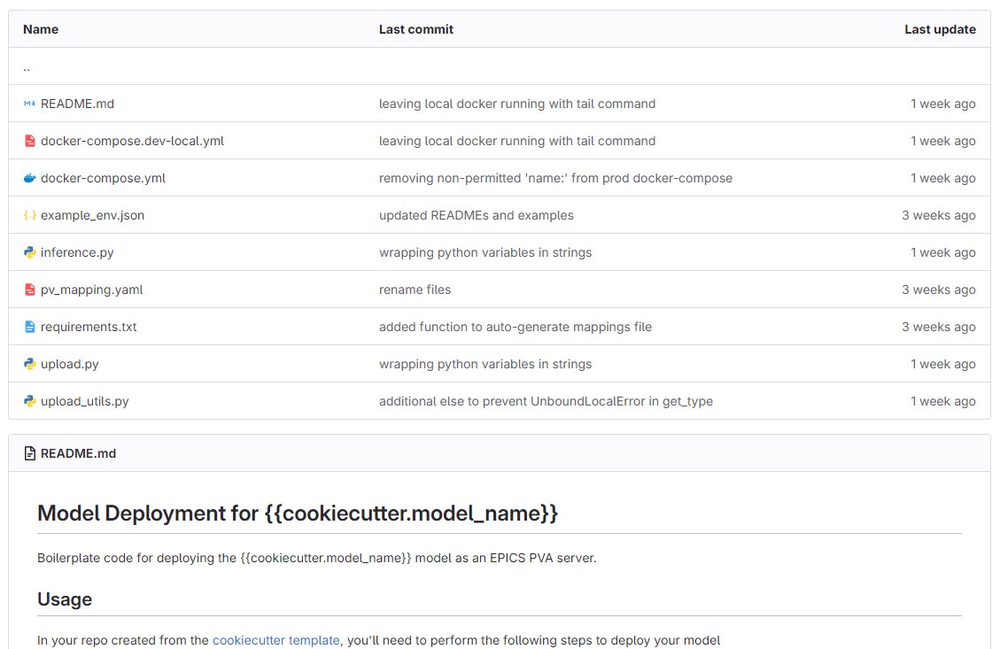 Name Last commit Last update
..
README.md leaving local docker running with tail command 1 week ago
docker-compose.dev-local.yml leaving local docker running with tail command 1 week ago
docker-compose.yml removing non-permitted 'name:' from prod docker-compose 1 week ago
example_env.json updated READMEs and examples 3 weeks ago
inference.py wrapping python variables in strings 1 week ago
pv_mapping.yaml rename files 3 weeks ago
requirements.txt added function to auto-generate mappings file 3 weeks ago
upload.py wrapping python variables in strings 1 week ago
upload_utils.py additional else to prevent UnboundLocalError in get_type 1 week ago
README.md
Model Deployment for {{cookiecutter.model_name}}
Boilerplate code for deploying the {{cookiecutter.model_name}} model as an EPICS PVA server.
Usage
In your repo created from the cookiecutter template, you'll need to perform the following steps to deploy your model